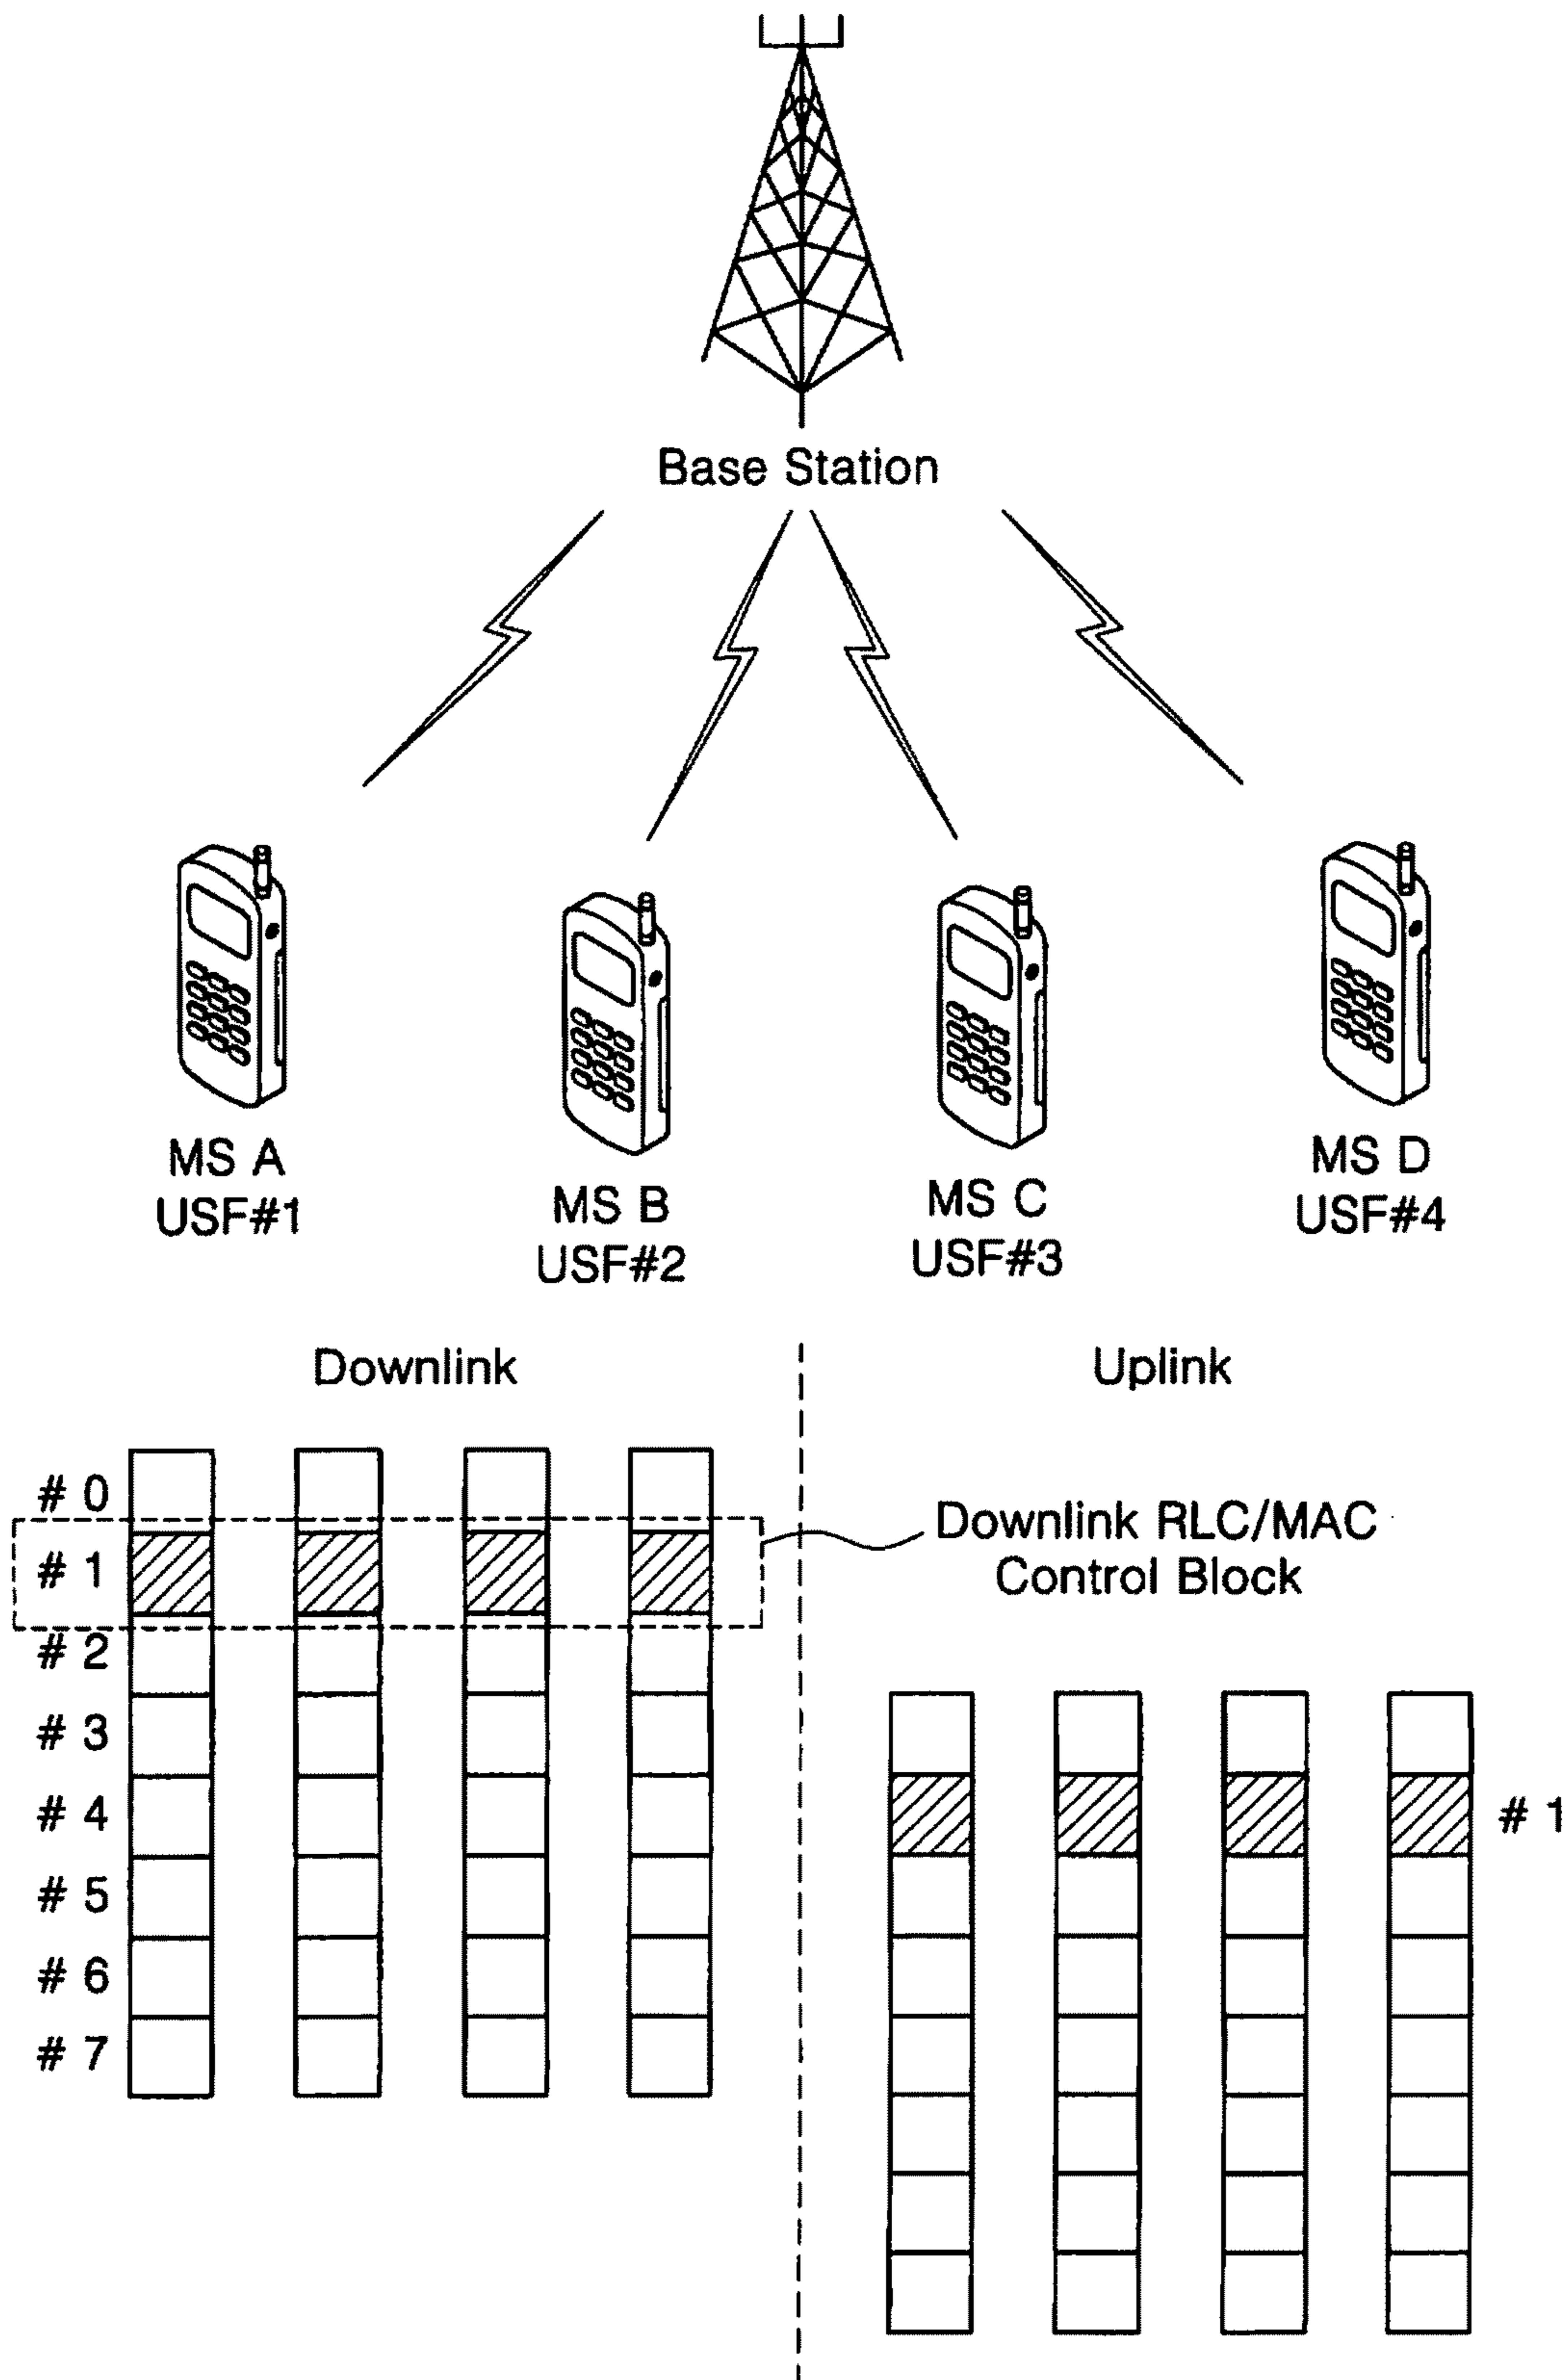 Base Station
MS A
USF#1
MS B
USF#2
MS C
USF#3
MS D
USF#4
Downlink
Uplink
# 0
# 1
# 2
# 3
# 4
# 5
# 6
# 7
Downlink RLC/MAC
Control Block
# 1